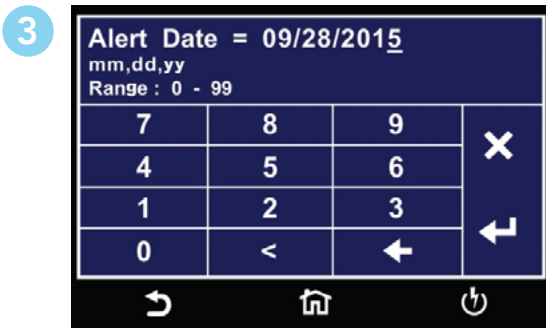 3
Alert Date = 09/28/2015
mm,dd,yy
Range : 0 - 99
7 8 9
4 5 6
1 2 3
0 <